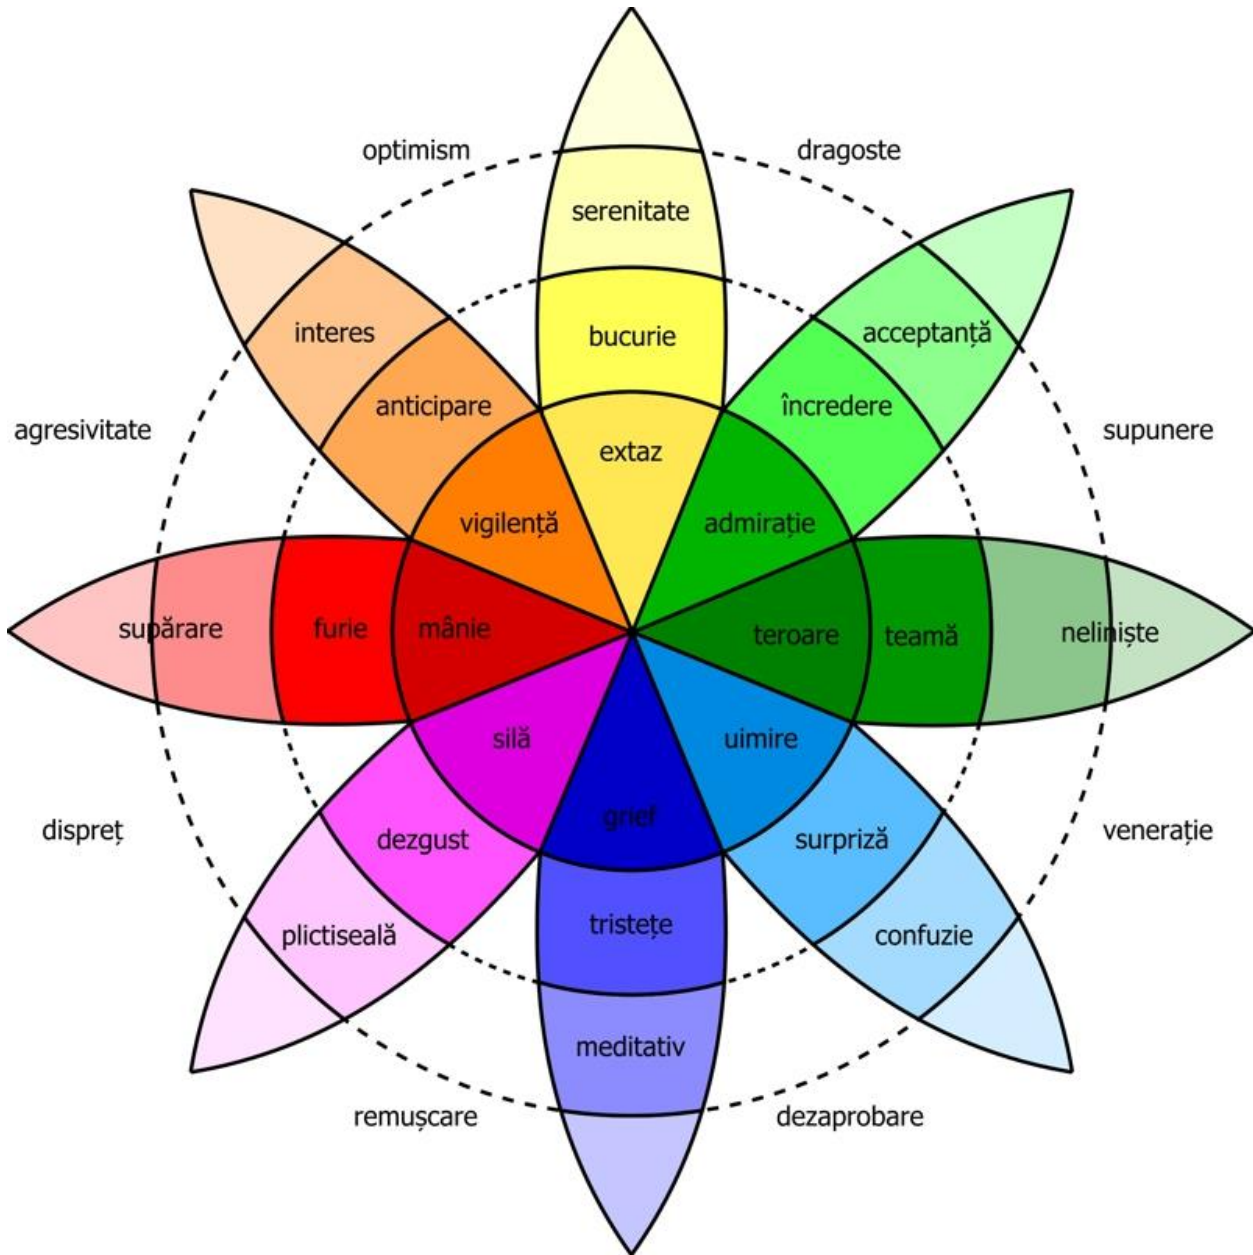 optimism
dragoste
serenitate
interes
bucurie
acceptanță
anticipare
încredere
agresivitate
extaz
supunere
vigilență
admirație
supărare
furie
mânie
teroare
teamă
neliniște
silă
uimire
grief
dispreț
dezgust
surpriză
venerație
tristețe
plictiseală
confuzie
meditativ
remușcare
dezaprobare